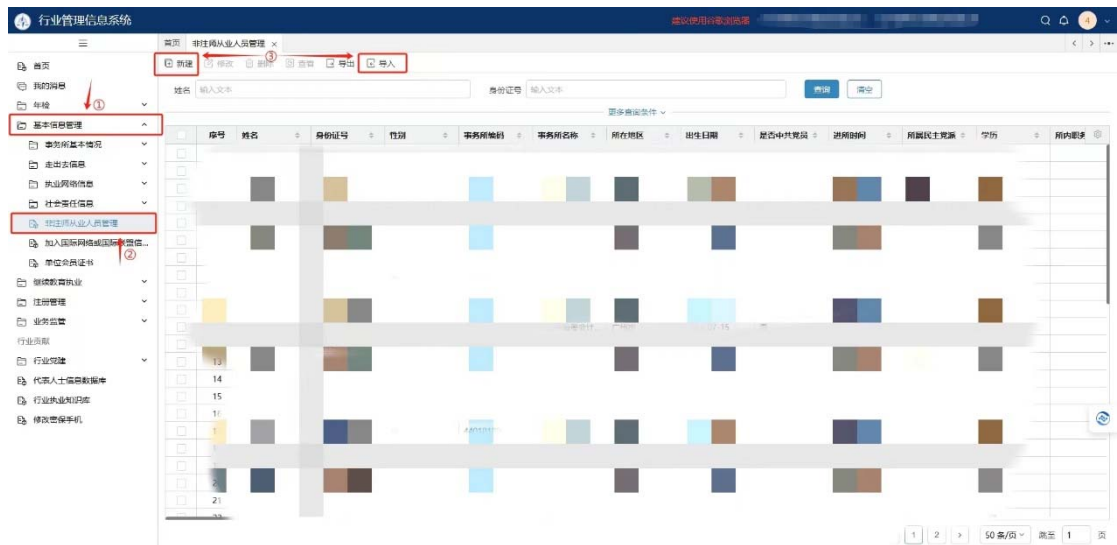 行业管理信息系统
建议使用谷歌浏览器
首页 非注师从业人员管理 ×
③
新建 修改 删除 查看 导出 导入
首页
我的消息
年检
①
基本信息管理
事务所基本情况
走出去信息
执业网络信息
社会责任信息
非注师从业人员管理
加入国际网络或国际联盟信...
②
单位会员证书
继续教育执业
注册管理
业务监管
行业贡献
行业党建
代表人士信息数据库
行业执业知识库
修改密保手机
姓名 输入文本 身份证号 输入文本 查询 清空
更多查询条件
序号 姓名 身份证号 性别 事务所编码 事务所名称 所在地区 出生日期 是否中共党员 进所时间 所属民主党派 学历 所内职务
13
14
15
21
1 2 > 50 条/页 跳至 1 页